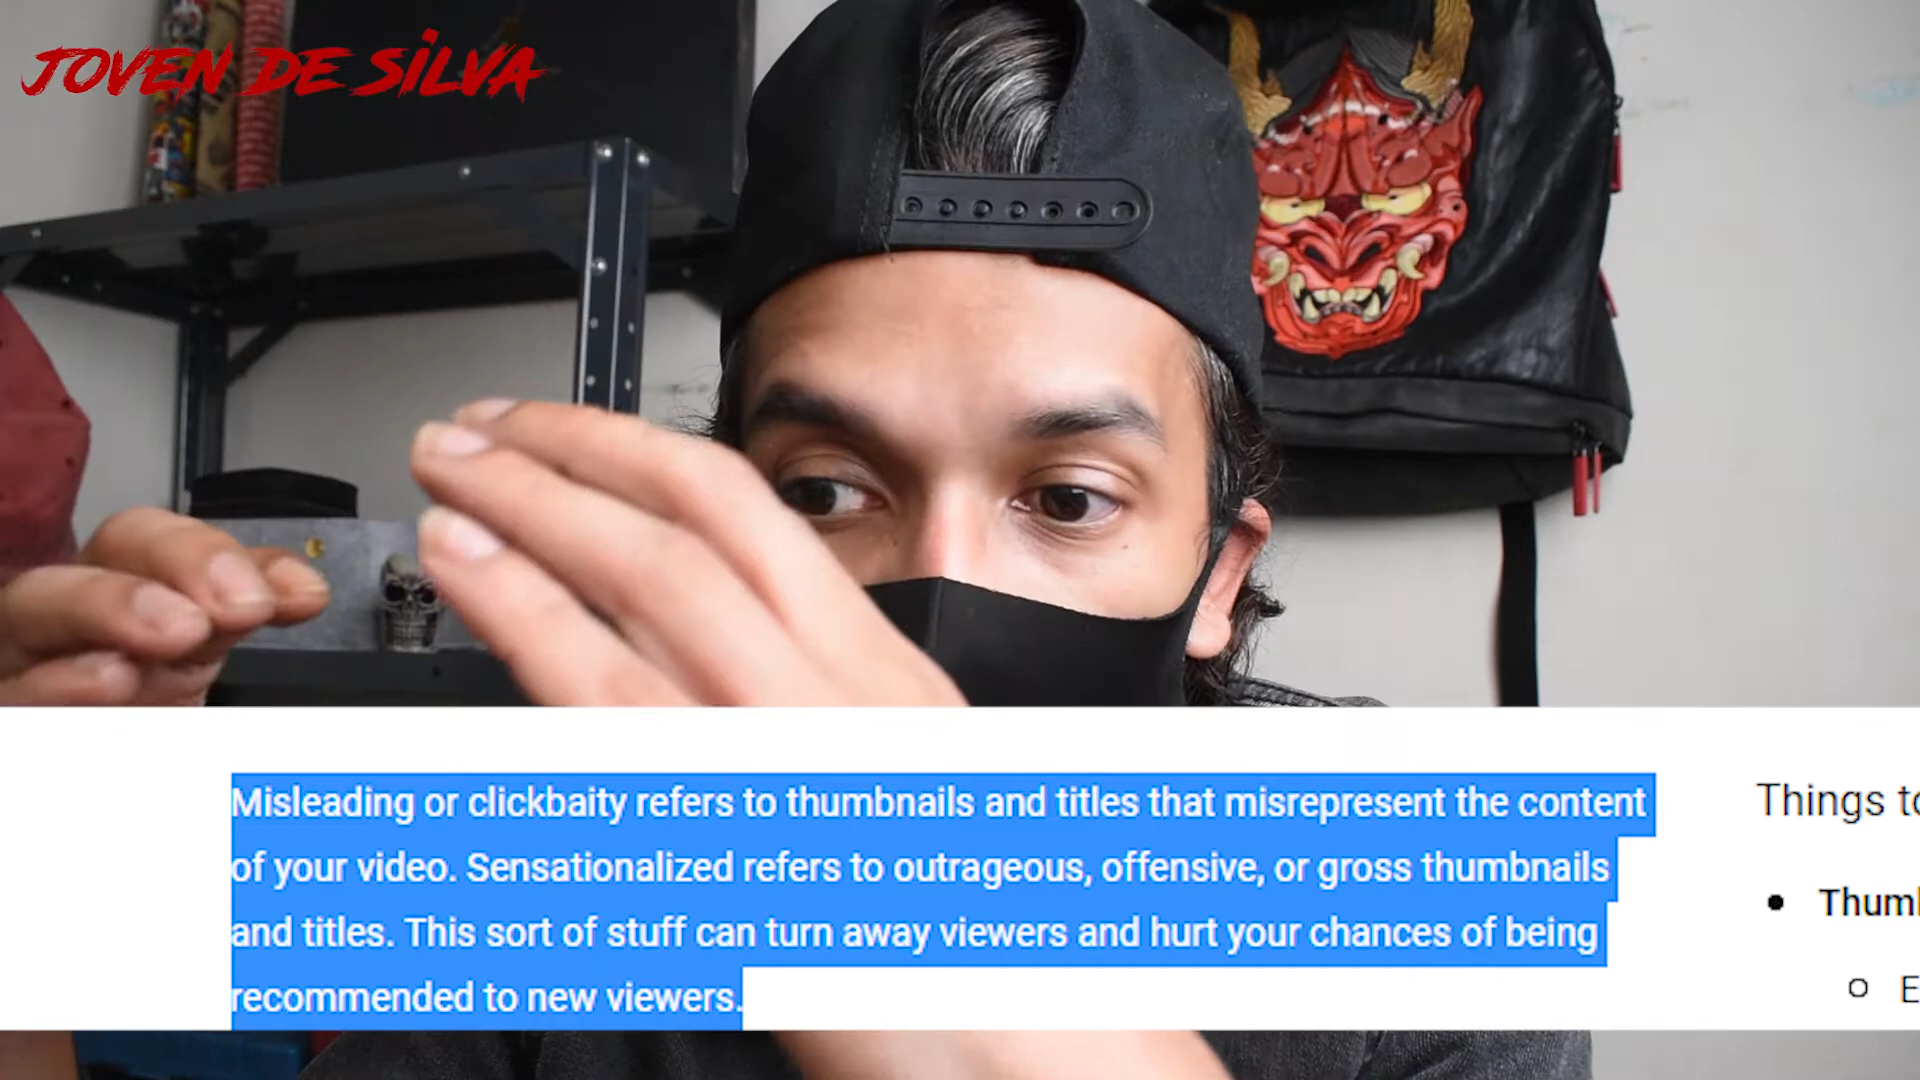 JOVEN DE SILVA
Misleading or clickbaity refers to thumbnails and titles that misrepresent the content
of your video. Sensationalized refers to outrageous, offensive, or gross thumbnails
and titles. This sort of stuff can turn away viewers and hurt your chances of being
recommended to new viewers.
Things